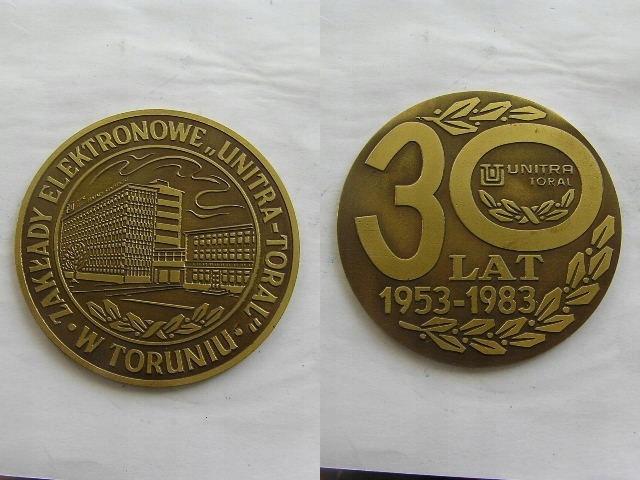 ZAKŁADY ELEKTRONOWE „UNITRA-TORAL”
W TORUNIU
30
UNITRA
TORAL
LAT
1953-1983